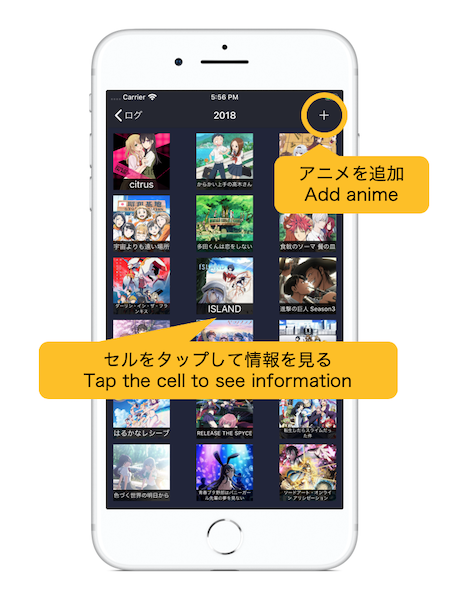 Carrier
5:56 PM
ログ
2018
+
アニメを追加
Add anime
citrus
からかい上手の高木さん
宇宙よりも遠い場所
多田くんは恋をしない
食戟のソーマ 餐の皿
ダーリン・イン・ザ・フラ
ンキス
ISLAND
進撃の巨人 Season3
セルをタップして情報を見る
Tap the cell to see information
はるかなレシーブ
RELEASE THE SPYCE
転生したらスライムだっ
た件
色づく世界の明日から
青春ブタ野郎はバニーガー
ル先輩の夢を見ない
ソードアート・オンライ
ン アリシゼーション